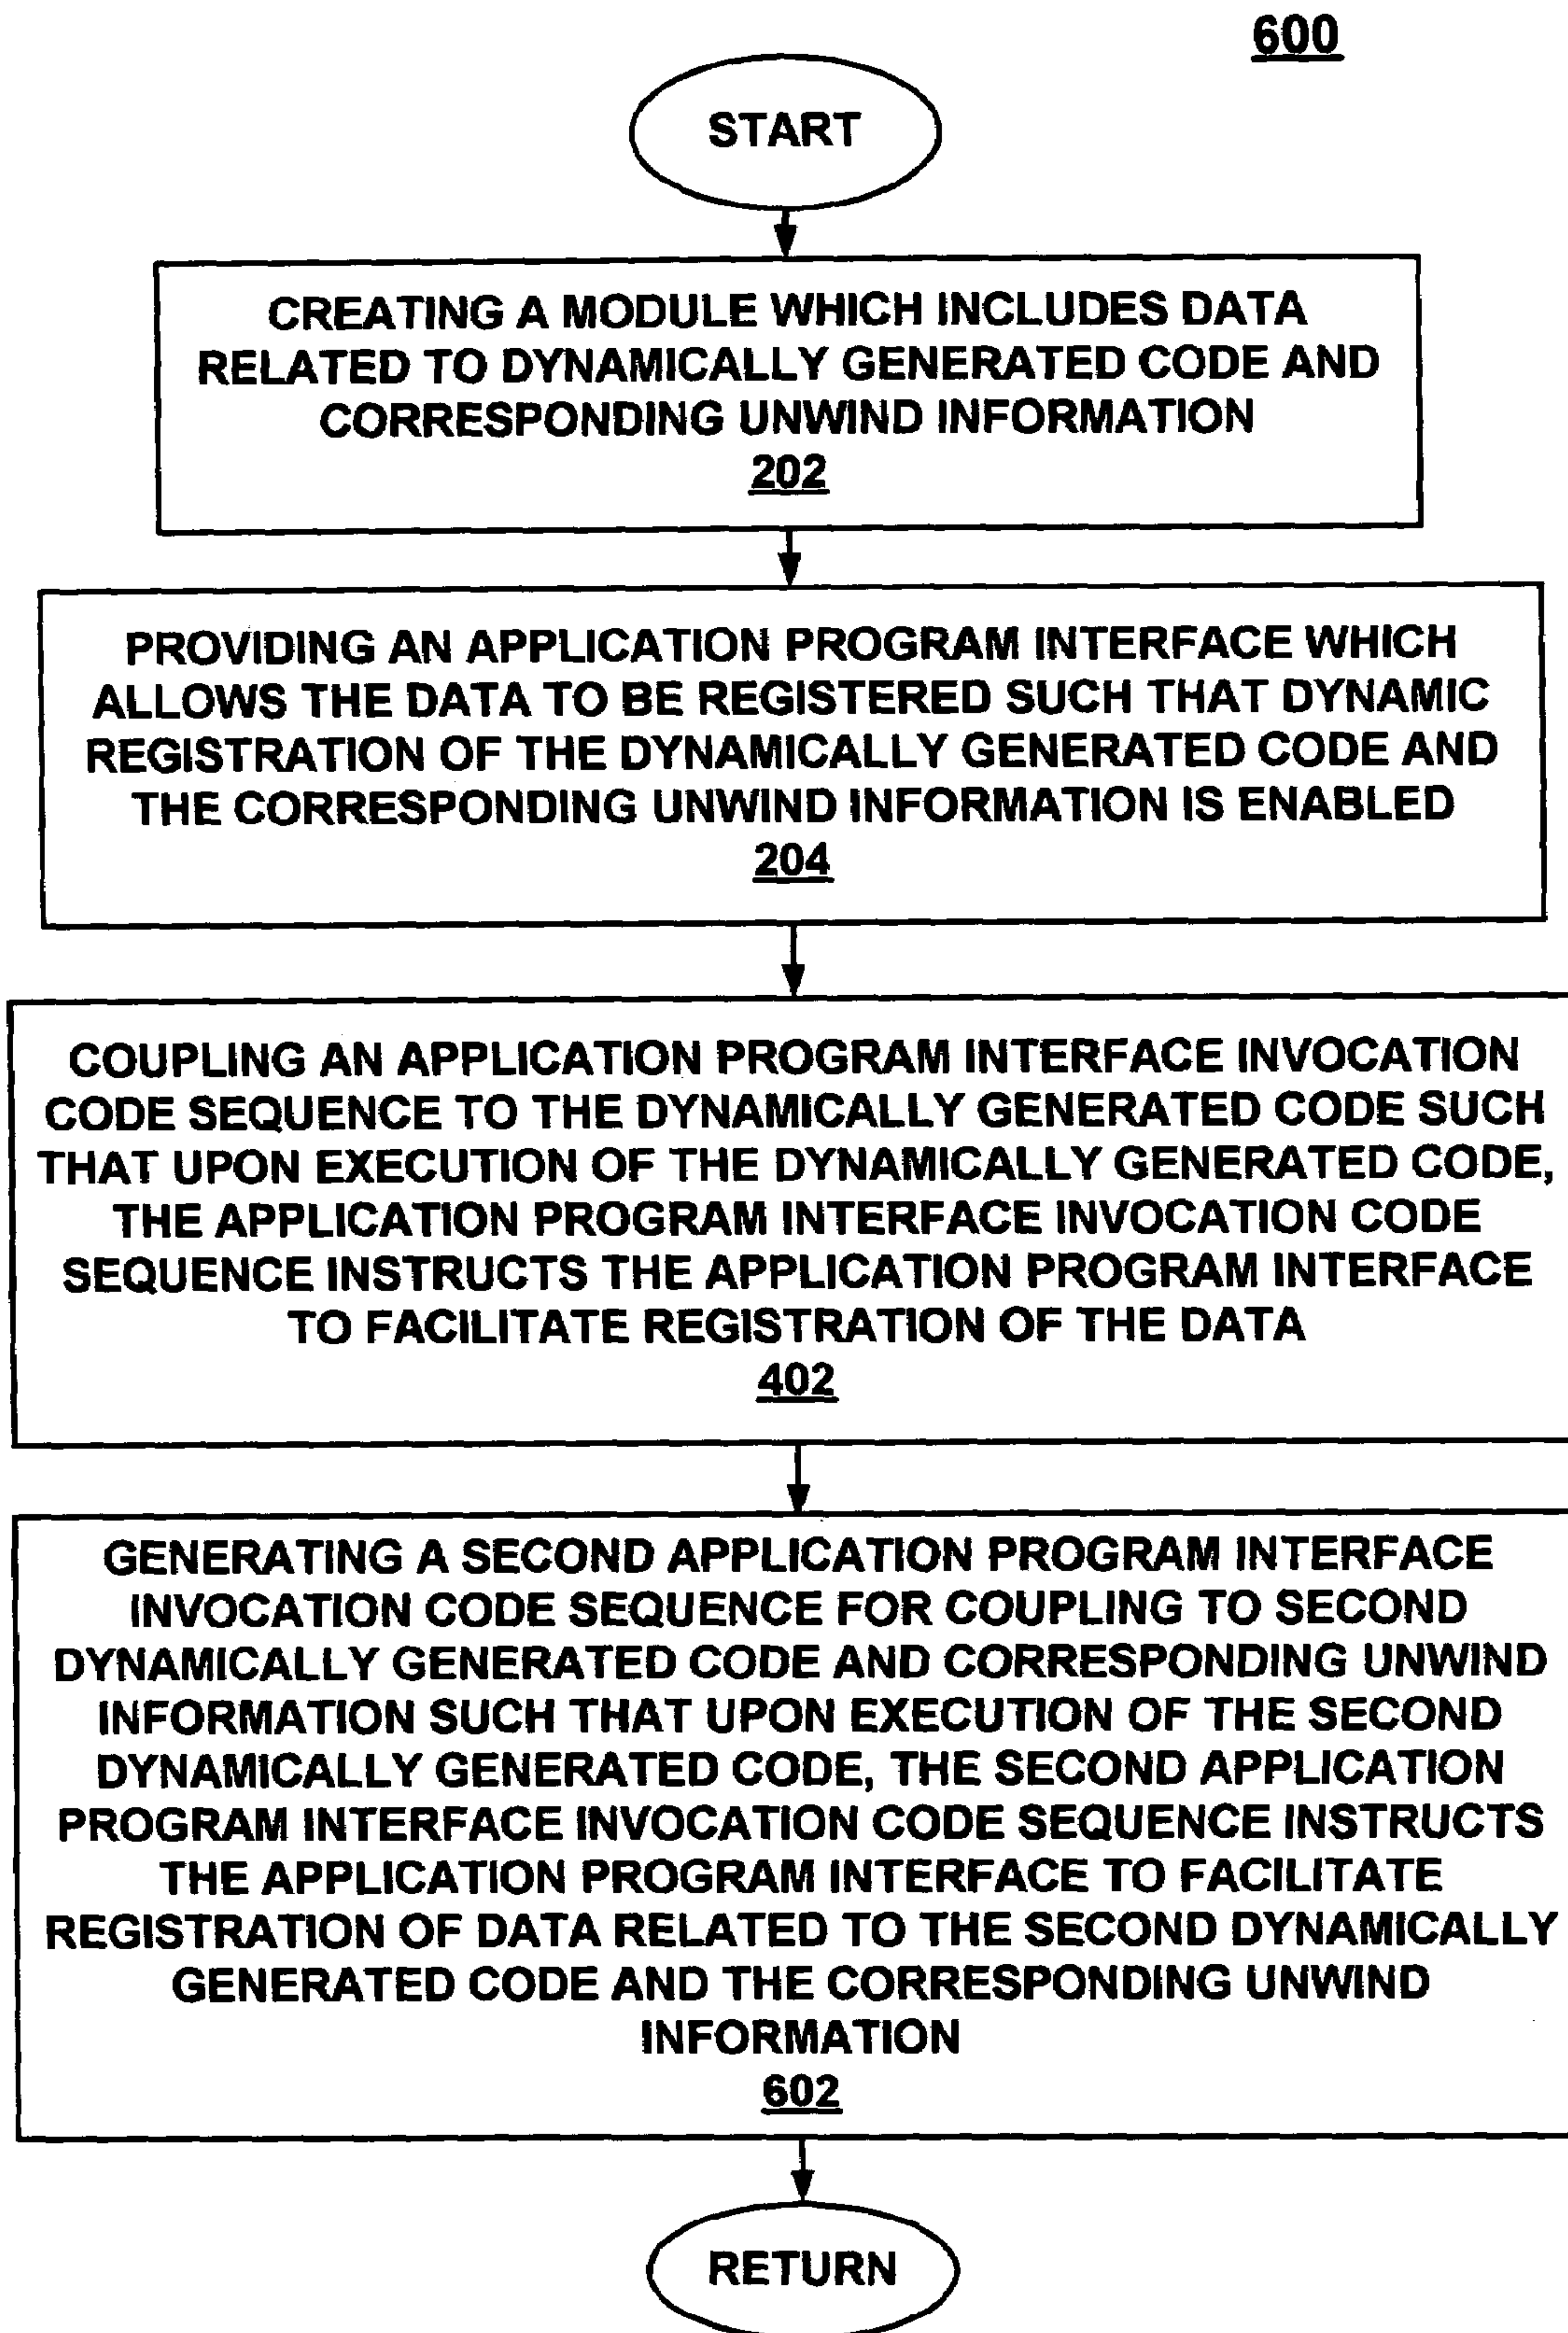 600
START
CREATING A MODULE WHICH INCLUDES DATA
RELATED TO DYNAMICALLY GENERATED CODE AND
CORRESPONDING UNWIND INFORMATION
202
PROVIDING AN APPLICATION PROGRAM INTERFACE WHICH
ALLOWS THE DATA TO BE REGISTERED SUCH THAT DYNAMIC
REGISTRATION OF THE DYNAMICALLY GENERATED CODE AND
THE CORRESPONDING UNWIND INFORMATION IS ENABLED
204
COUPLING AN APPLICATION PROGRAM INTERFACE INVOCATION
CODE SEQUENCE TO THE DYNAMICALLY GENERATED CODE SUCH
THAT UPON EXECUTION OF THE DYNAMICALLY GENERATED CODE,
THE APPLICATION PROGRAM INTERFACE INVOCATION CODE
SEQUENCE INSTRUCTS THE APPLICATION PROGRAM INTERFACE
TO FACILITATE REGISTRATION OF THE DATA
402
GENERATING A SECOND APPLICATION PROGRAM INTERFACE
INVOCATION CODE SEQUENCE FOR COUPLING TO SECOND
DYNAMICALLY GENERATED CODE AND CORRESPONDING UNWIND
INFORMATION SUCH THAT UPON EXECUTION OF THE SECOND
DYNAMICALLY GENERATED CODE, THE SECOND APPLICATION
PROGRAM INTERFACE INVOCATION CODE SEQUENCE INSTRUCTS
THE APPLICATION PROGRAM INTERFACE TO FACILITATE
REGISTRATION OF DATA RELATED TO THE SECOND DYNAMICALLY
GENERATED CODE AND THE CORRESPONDING UNWIND
INFORMATION
602
RETURN